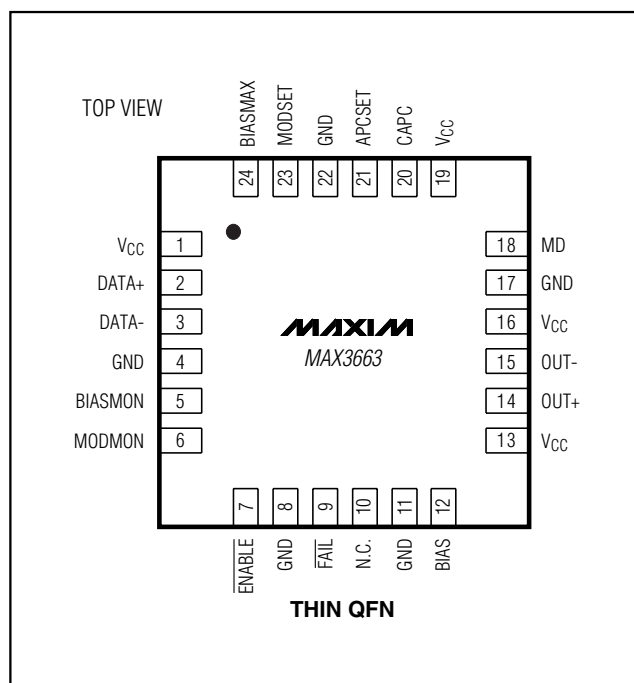 TOP VIEW
BIASMAX
MODSET
GND
APCSET
CAPC
VCC
24
23
22
21
20
19
VCC 1
DATA+ 2
DATA- 3
GND 4
BIASMON 5
MODMON 6
MAXIM
MAX3663
18 MD
17 GND
16 VCC
15 OUT-
14 OUT+
13 VCC
7
8
9
10
11
12
ENABLE
GND
FAIL
N.C.
GND
BIAS
THIN QFN